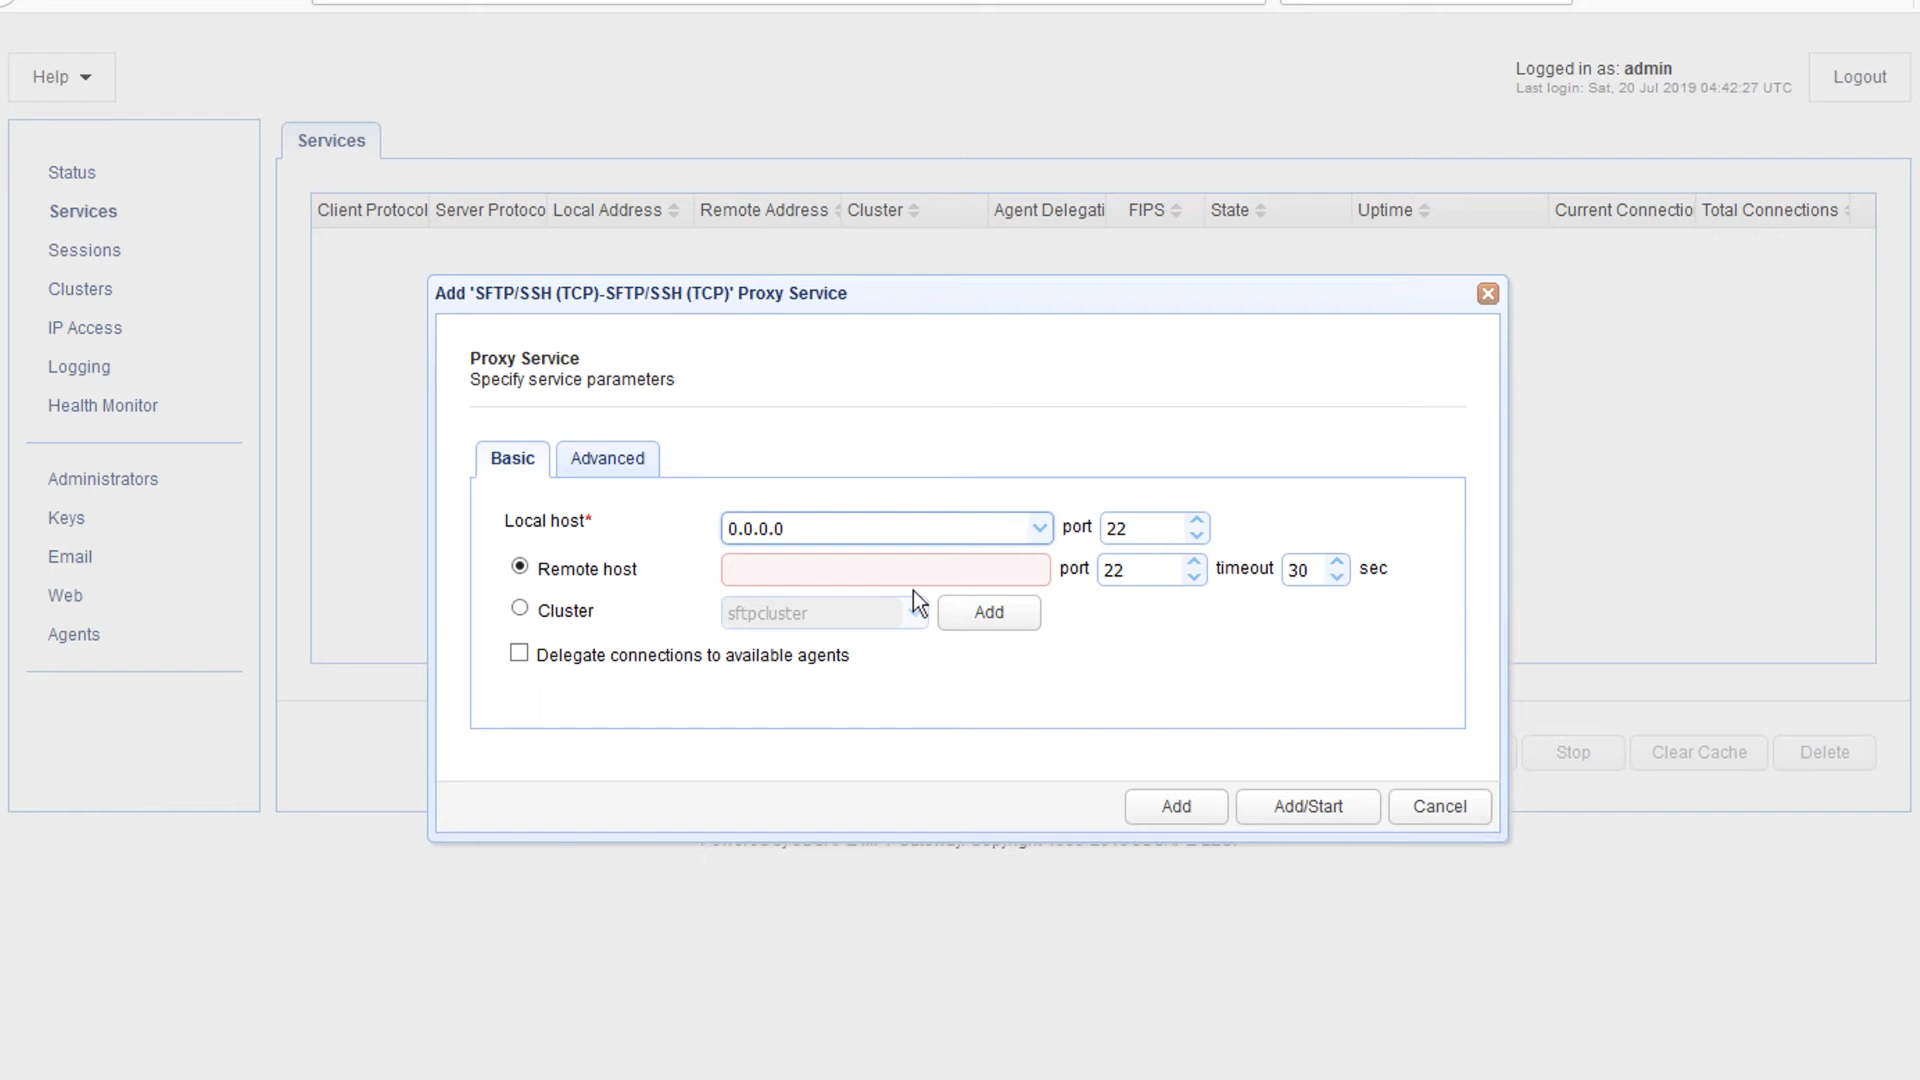 Help
Logged in as: admin
Last login: Sat, 20 Jul 2019 04:42:27 UTC
Logout
Status
Services
Sessions
Clusters
IP Access
Logging
Health Monitor
Administrators
Keys
Email
Web
Agents
Services
Client Protocol Server Protoco Local Address Remote Address Cluster Agent Delegati FIPS State Uptime Current Connectio Total Connections
Add 'SFTP/SSH (TCP)-SFTP/SSH (TCP)' Proxy Service
Proxy Service
Specify service parameters
Basic Advanced
Local host* 0.0.0.0 port 22
Remote host port 22 timeout 30 sec
Cluster sftpcluster Add
Delegate connections to available agents
Add Add/Start Cancel
Stop Clear Cache Delete